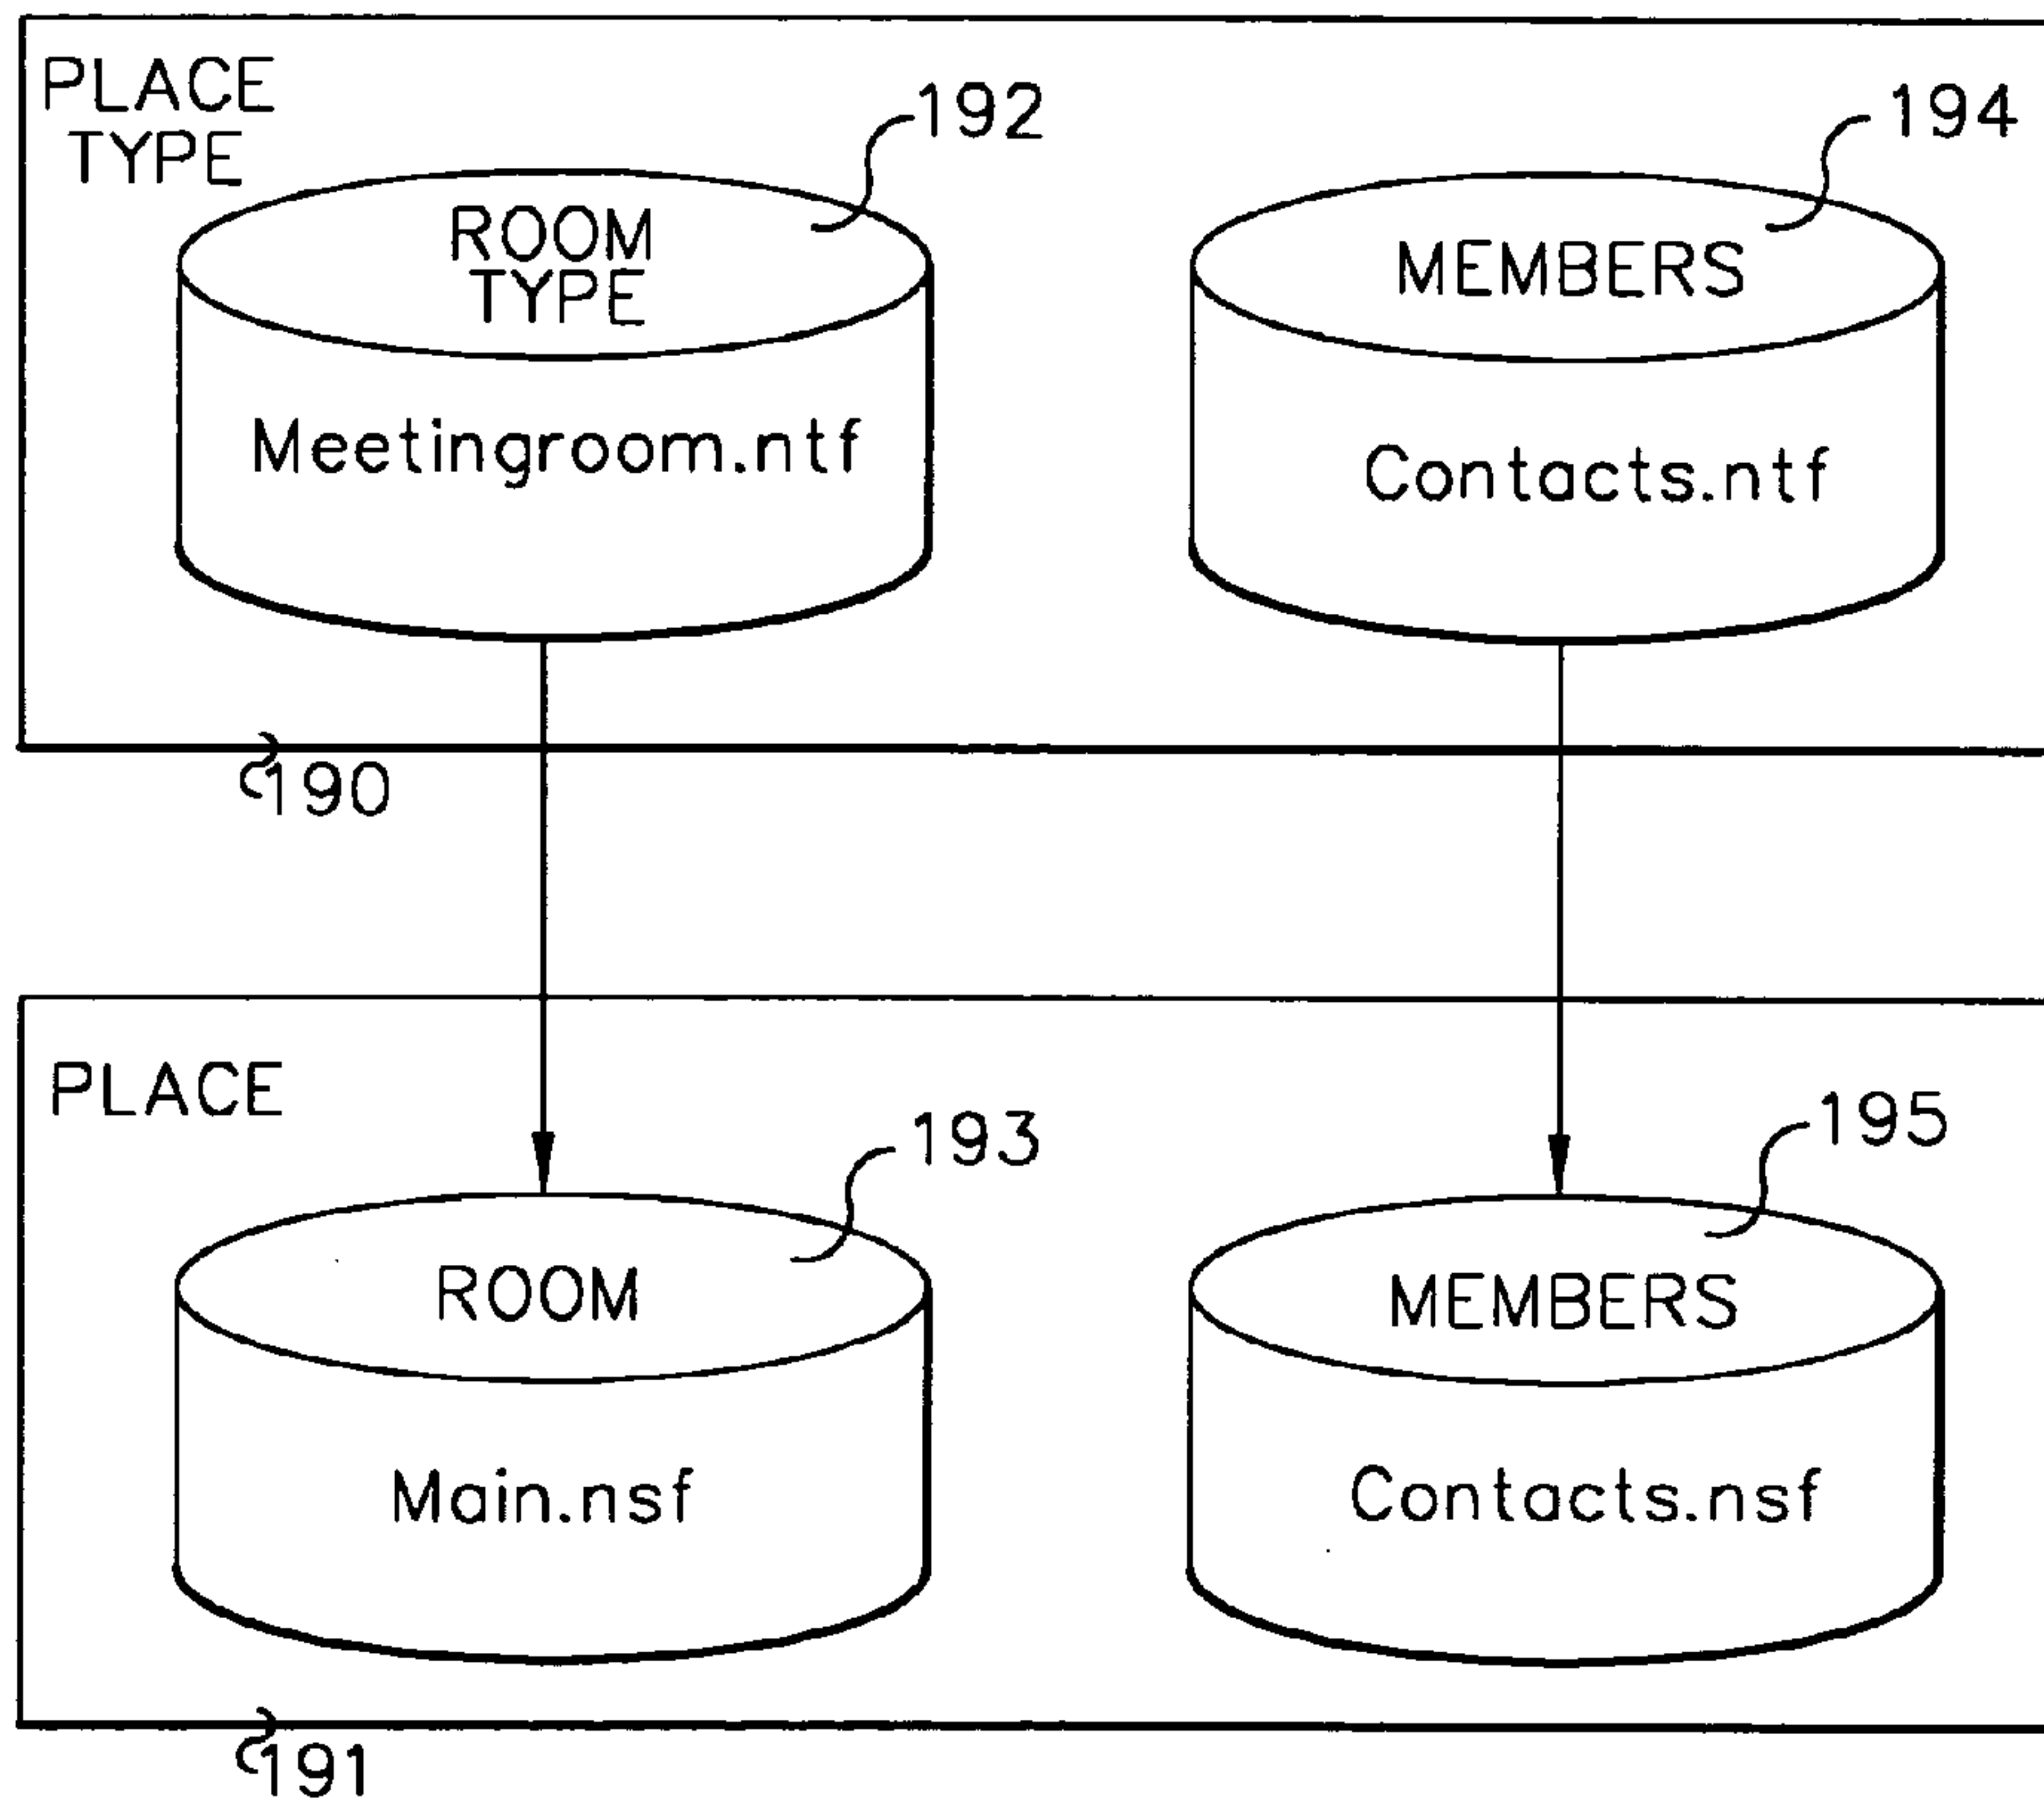 PLACE
TYPE
192
194
ROOM
TYPE
MEMBERS
Meetingroom.ntf
Contacts.ntf
190
PLACE
193
195
ROOM
MEMBERS
Main.nsf
Contacts.nsf
191